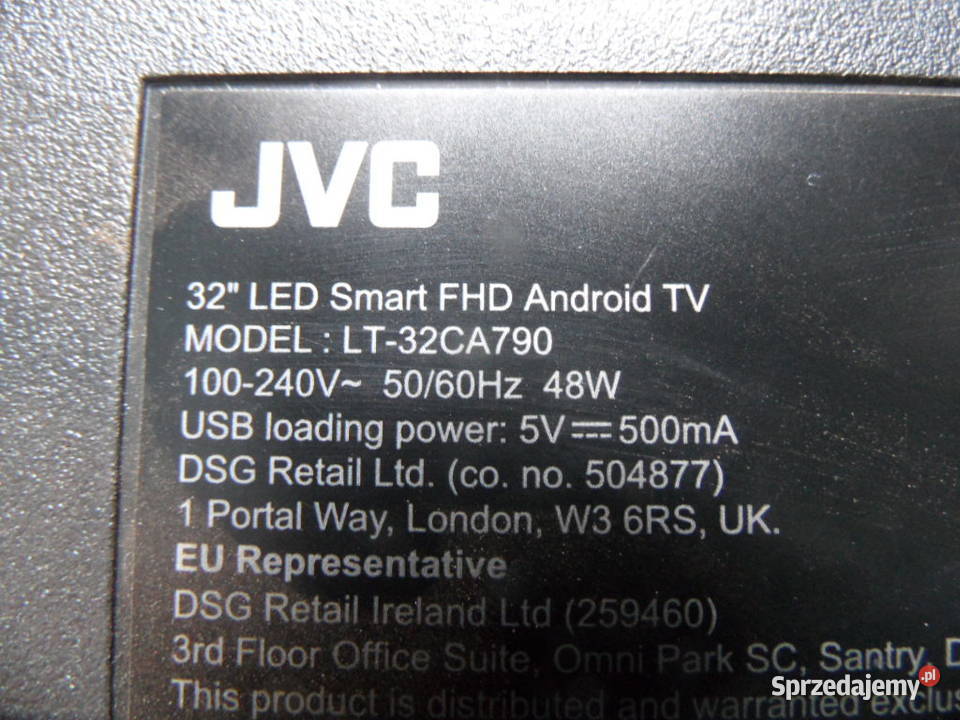 JVC
32" LED Smart FHD Android TV
MODEL : LT-32CA790
100-240V~ 50/60Hz 48W
USB loading power: 5V⎓500mA
DSG Retail Ltd. (co. no. 504877)
1 Portal Way, London, W3 6RS, UK.
EU Representative
DSG Retail Ireland Ltd (259460)
3rd Floor Office Suite, Omni Park SC, Santry, D
This product is distributed and warranted exclus
Sprzedajemy.pl